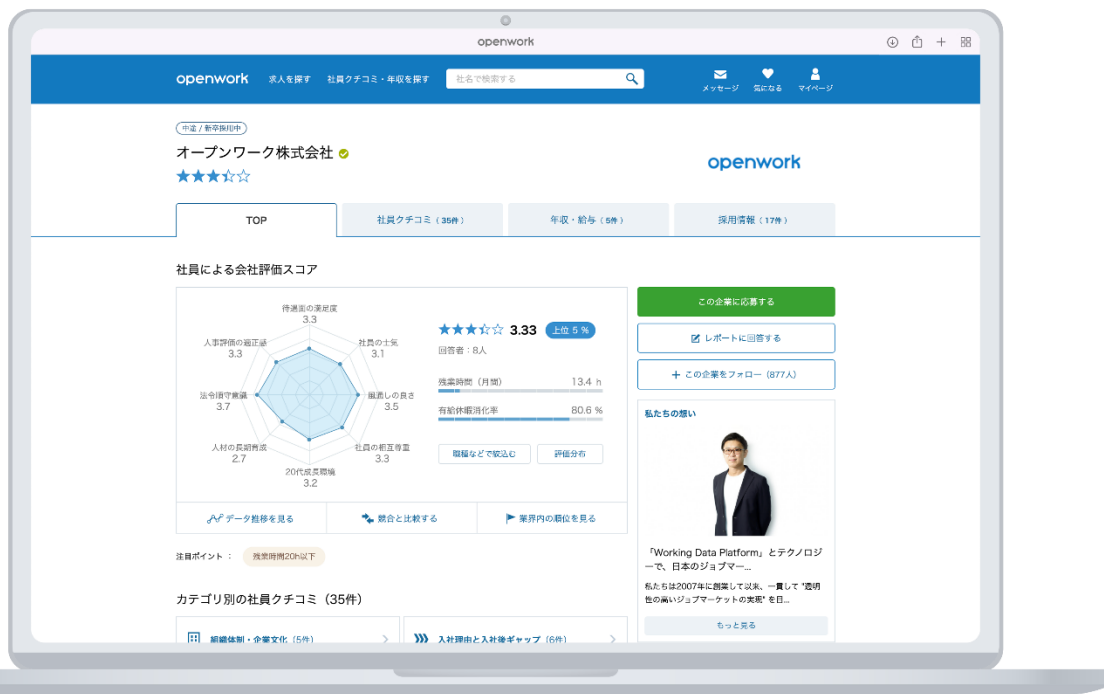 openwork
openwork 求人を探す 社員クチコミ・年収を探す 社名で検索する メッセージ 気になる マイページ
中途 / 新卒採用中
オープンワーク株式会社
openwork
TOP 社員クチコミ（35件） 年収・給与（5件） 採用情報（17件）
社員による会社評価スコア
待遇面の満足度
3.3
社員の士気
3.1
風通しの良さ
3.5
社員の相互尊重
3.3
20代成長環境
3.2
人材の長期育成
2.7
法令順守意識
3.7
人事評価の適正感
3.3
3.33 上位 5 %
回答者：8人
残業時間（月間） 13.4 h
有給休暇消化率 80.6 %
職種などで絞込む 評価分布
データ推移を見る 競合と比較する 業界内の順位を見る
注目ポイント ： 残業時間20h以下
カテゴリ別の社員クチコミ（35件）
組織体制・企業文化（5件） 入社理由と入社後ギャップ（6件）
この企業に応募する
レポートに回答する
＋ この企業をフォロー（877人）
私たちの想い
「Working Data Platform」とテクノロジ
ーで、日本のジョブマー...
私たちは2007年に創業して以来、一貫して "透明
性の高いジョブマーケットの実現" を目...
もっと見る